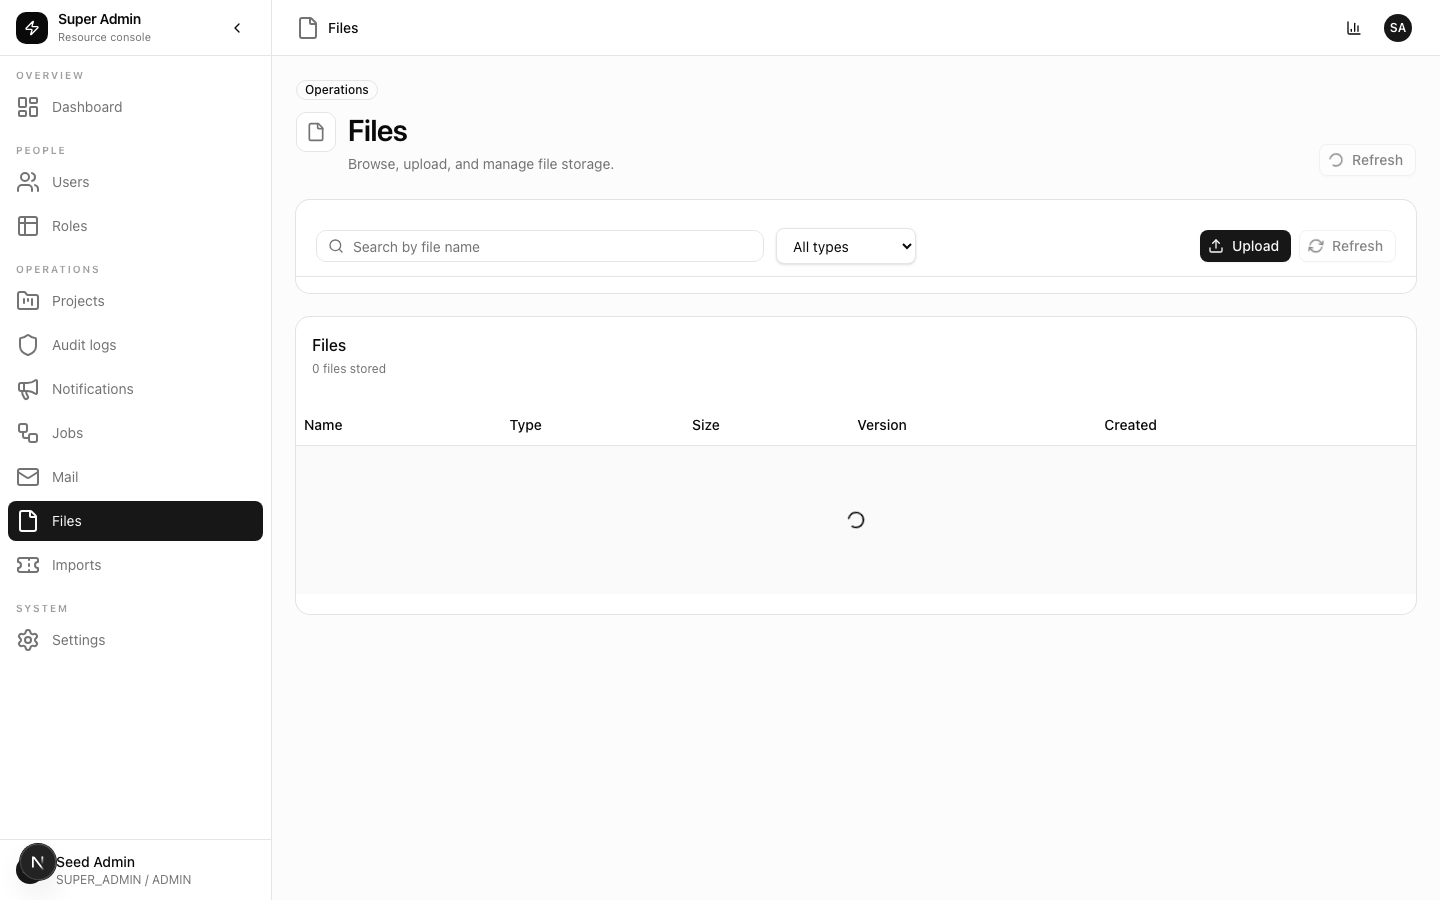 Super Admin
Resource console
OVERVIEW
Dashboard
PEOPLE
Users
Roles
OPERATIONS
Projects
Audit logs
Notifications
Jobs
Mail
Files
Imports
SYSTEM
Settings
N
Seed Admin
SUPER_ADMIN / ADMIN
Files
SA
Operations
Files
Browse, upload, and manage file storage.
Refresh
Search by file name
All types
Upload
Refresh
Files
0 files stored
Name Type Size Version Created